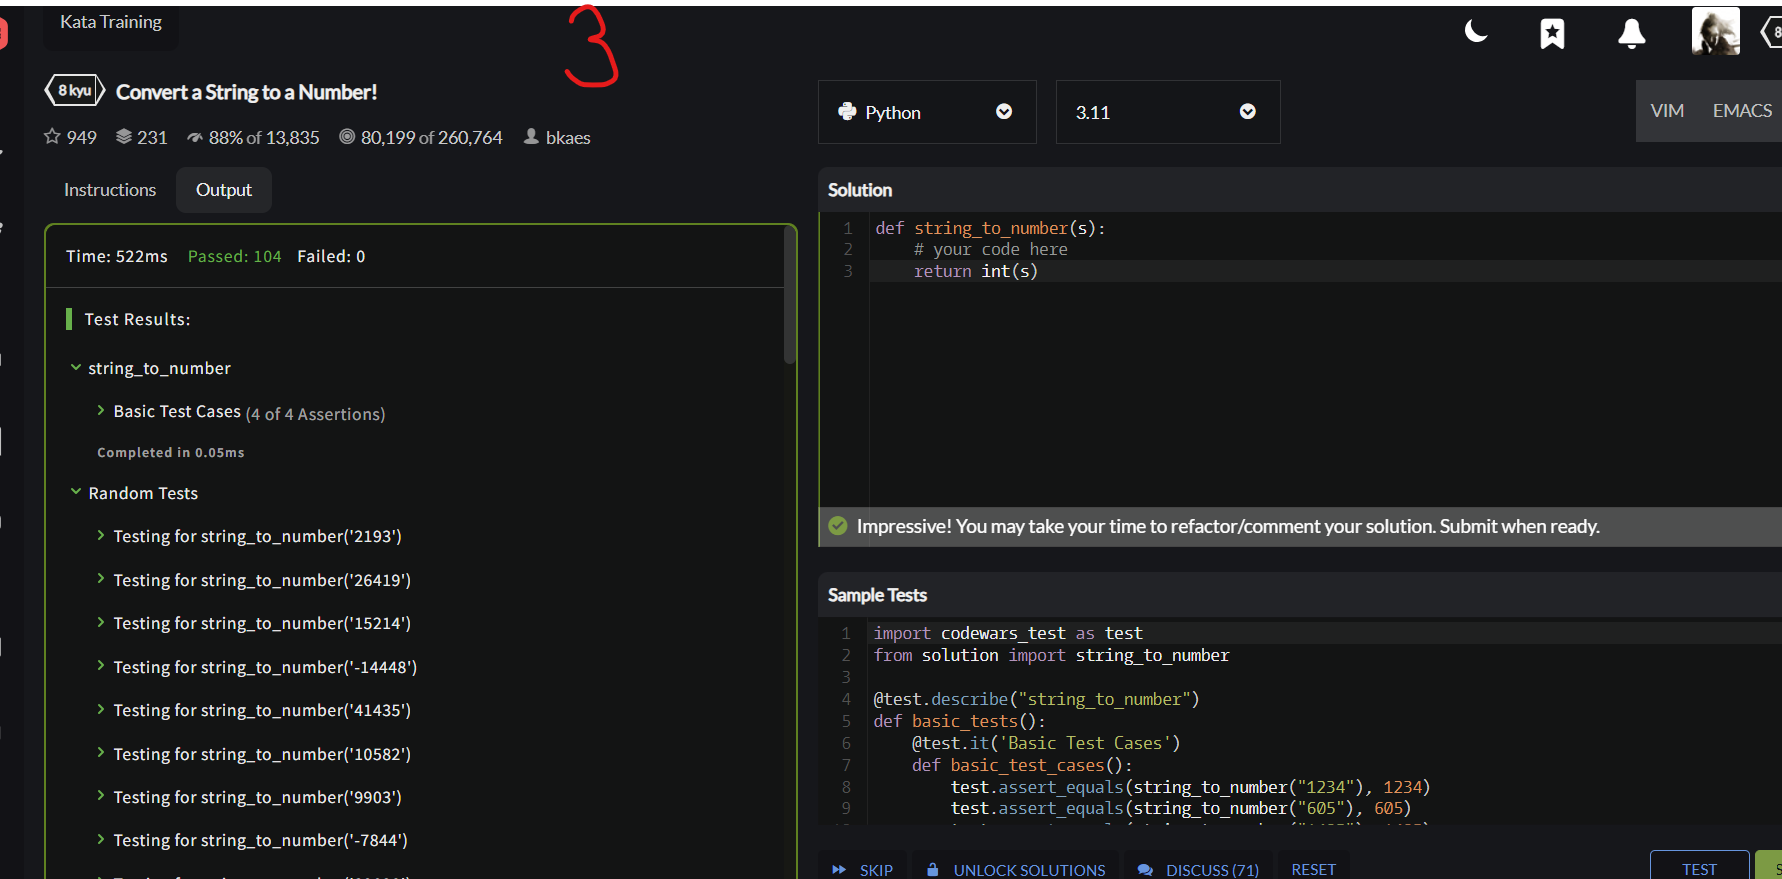 Kata Training
3
8
8 kyu Convert a String to a Number!
949 231 88% of 13,835 80,199 of 260,764 bkaes
Instructions Output
Time: 522ms Passed: 104 Failed: 0
Test Results:
string_to_number
Basic Test Cases (4 of 4 Assertions)
Completed in 0.05ms
Random Tests
Testing for string_to_number('2193')
Testing for string_to_number('26419')
Testing for string_to_number('15214')
Testing for string_to_number('-14448')
Testing for string_to_number('41435')
Testing for string_to_number('10582')
Testing for string_to_number('9903')
Testing for string_to_number('-7844')
Python 3.11 VIM EMACS
Solution
1 def string_to_number(s):
2 # your code here
3 return int(s)
Impressive! You may take your time to refactor/comment your solution. Submit when ready.
Sample Tests
1 import codewars_test as test
2 from solution import string_to_number
3
4 @test.describe("string_to_number")
5 def basic_tests():
6 @test.it('Basic Test Cases')
7 def basic_test_cases():
8 test.assert_equals(string_to_number("1234"), 1234)
9 test.assert_equals(string_to_number("605"), 605)
SKIP UNLOCK SOLUTIONS DISCUSS (71) RESET TEST